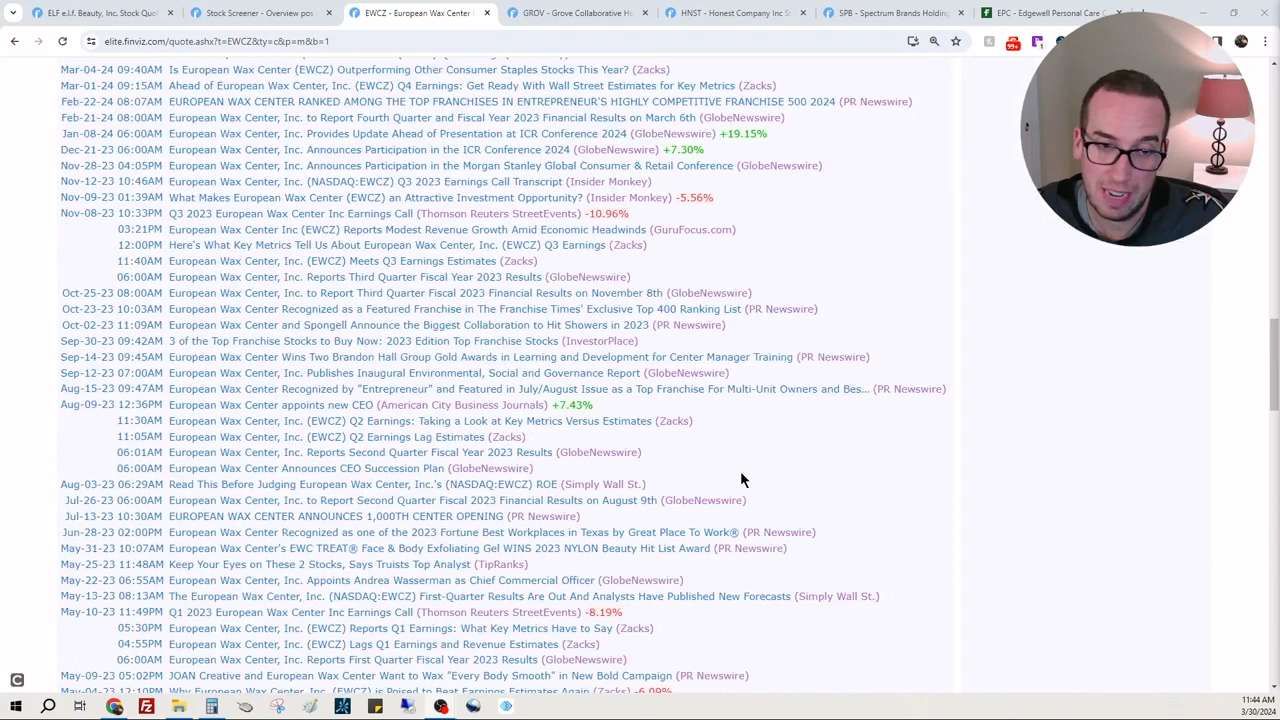 ELF e.l.f. Beauty, Inc. Stock Quot
Stock Screener - Overview pos
EWCZ - European Wax Center
GROV - Grove Collaborative Ho
HNST - Honest Company Inc S
SPB - Spectrum Brands Holding
EPC - Edgewell Personal Care C
elite.finviz.com/quote.ashx?t=EWCZ&ty=c&p=m&b=1
Mar-04-24 09:40AM Is European Wax Center (EWCZ) Outperforming Other Consumer Staples Stocks This Year? (Zacks)
Mar-01-24 09:15AM Ahead of European Wax Center, Inc. (EWCZ) Q4 Earnings: Get Ready With Wall Street Estimates for Key Metrics (Zacks)
Feb-22-24 08:07AM EUROPEAN WAX CENTER RANKED AMONG THE TOP FRANCHISES IN ENTREPRENEUR'S HIGHLY COMPETITIVE FRANCHISE 500 2024 (PR Newswire)
Feb-21-24 08:00AM European Wax Center, Inc. to Report Fourth Quarter and Fiscal Year 2023 Financial Results on March 6th (GlobeNewswire)
Jan-08-24 06:00AM European Wax Center, Inc. Provides Update Ahead of Presentation at ICR Conference 2024 (GlobeNewswire) +19.15%
Dec-21-23 06:00AM European Wax Center, Inc. Announces Participation in the ICR Conference 2024 (GlobeNewswire) +7.30%
Nov-28-23 04:05PM European Wax Center, Inc. Announces Participation in the Morgan Stanley Global Consumer & Retail Conference (GlobeNewswire)
Nov-12-23 10:46AM European Wax Center, Inc. (NASDAQ:EWCZ) Q3 2023 Earnings Call Transcript (Insider Monkey)
Nov-09-23 01:39AM What Makes European Wax Center (EWCZ) an Attractive Investment Opportunity? (Insider Monkey) -5.56%
Nov-08-23 10:33PM Q3 2023 European Wax Center Inc Earnings Call (Thomson Reuters StreetEvents) -10.96%
03:21PM European Wax Center Inc (EWCZ) Reports Modest Revenue Growth Amid Economic Headwinds (GuruFocus.com)
12:00PM Here's What Key Metrics Tell Us About European Wax Center, Inc. (EWCZ) Q3 Earnings (Zacks)
11:40AM European Wax Center, Inc. (EWCZ) Meets Q3 Earnings Estimates (Zacks)
06:00AM European Wax Center, Inc. Reports Third Quarter Fiscal Year 2023 Results (GlobeNewswire)
Oct-25-23 08:00AM European Wax Center, Inc. to Report Third Quarter Fiscal 2023 Financial Results on November 8th (GlobeNewswire)
Oct-23-23 10:03AM European Wax Center Recognized as a Featured Franchise in The Franchise Times' Exclusive Top 400 Ranking List (PR Newswire)
Oct-02-23 11:09AM European Wax Center and Spongell Announce the Biggest Collaboration to Hit Showers in 2023 (PR Newswire)
Sep-30-23 09:42AM 3 of the Top Franchise Stocks to Buy Now: 2023 Edition Top Franchise Stocks (InvestorPlace)
Sep-14-23 09:45AM European Wax Center Wins Two Brandon Hall Group Gold Awards in Learning and Development for Center Manager Training (PR Newswire)
Sep-12-23 07:00AM European Wax Center, Inc. Publishes Inaugural Environmental, Social and Governance Report (GlobeNewswire)
Aug-15-23 09:47AM European Wax Center Recognized by "Entrepreneur" and Featured in July/August Issue as a Top Franchise For Multi-Unit Owners and Bes... (PR Newswire)
Aug-09-23 12:36PM European Wax Center appoints new CEO (American City Business Journals) +7.43%
11:30AM European Wax Center, Inc. (EWCZ) Q2 Earnings: Taking a Look at Key Metrics Versus Estimates (Zacks)
11:05AM European Wax Center, Inc. (EWCZ) Q2 Earnings Lag Estimates (Zacks)
06:01AM European Wax Center, Inc. Reports Second Quarter Fiscal Year 2023 Results (GlobeNewswire)
06:00AM European Wax Center Announces CEO Succession Plan (GlobeNewswire)
Aug-03-23 06:29AM Read This Before Judging European Wax Center, Inc.'s (NASDAQ:EWCZ) ROE (Simply Wall St.)
Jul-26-23 06:00AM European Wax Center, Inc. to Report Second Quarter Fiscal 2023 Financial Results on August 9th (GlobeNewswire)
Jul-13-23 10:30AM EUROPEAN WAX CENTER ANNOUNCES 1,000TH CENTER OPENING (PR Newswire)
Jun-28-23 02:00PM European Wax Center Recognized as one of the 2023 Fortune Best Workplaces in Texas by Great Place To Work® (PR Newswire)
May-31-23 10:07AM European Wax Center's EWC TREAT® Face & Body Exfoliating Gel WINS 2023 NYLON Beauty Hit List Award (PR Newswire)
May-25-23 11:48AM Keep Your Eyes on These 2 Stocks, Says Truists Top Analyst (TipRanks)
May-22-23 06:55AM European Wax Center, Inc. Appoints Andrea Wasserman as Chief Commercial Officer (GlobeNewswire)
May-13-23 08:13AM The European Wax Center, Inc. (NASDAQ:EWCZ) First-Quarter Results Are Out And Analysts Have Published New Forecasts (Simply Wall St.)
May-10-23 11:49PM Q1 2023 European Wax Center Inc Earnings Call (Thomson Reuters StreetEvents) -8.19%
05:30PM European Wax Center, Inc. (EWCZ) Reports Q1 Earnings: What Key Metrics Have to Say (Zacks)
04:55PM European Wax Center, Inc. (EWCZ) Lags Q1 Earnings and Revenue Estimates (Zacks)
06:00AM European Wax Center, Inc. Reports First Quarter Fiscal Year 2023 Results (GlobeNewswire)
May-09-23 05:02PM JOAN Creative and European Wax Center Want to Wax "Every Body Smooth" in New Bold Campaign (PR Newswire)
May-04-23 12:10PM Why European Wax Center, Inc. (EWCZ) is Poised to Beat Earnings Estimates Again (Zacks) -6.09%
11:44 AM
3/30/2024